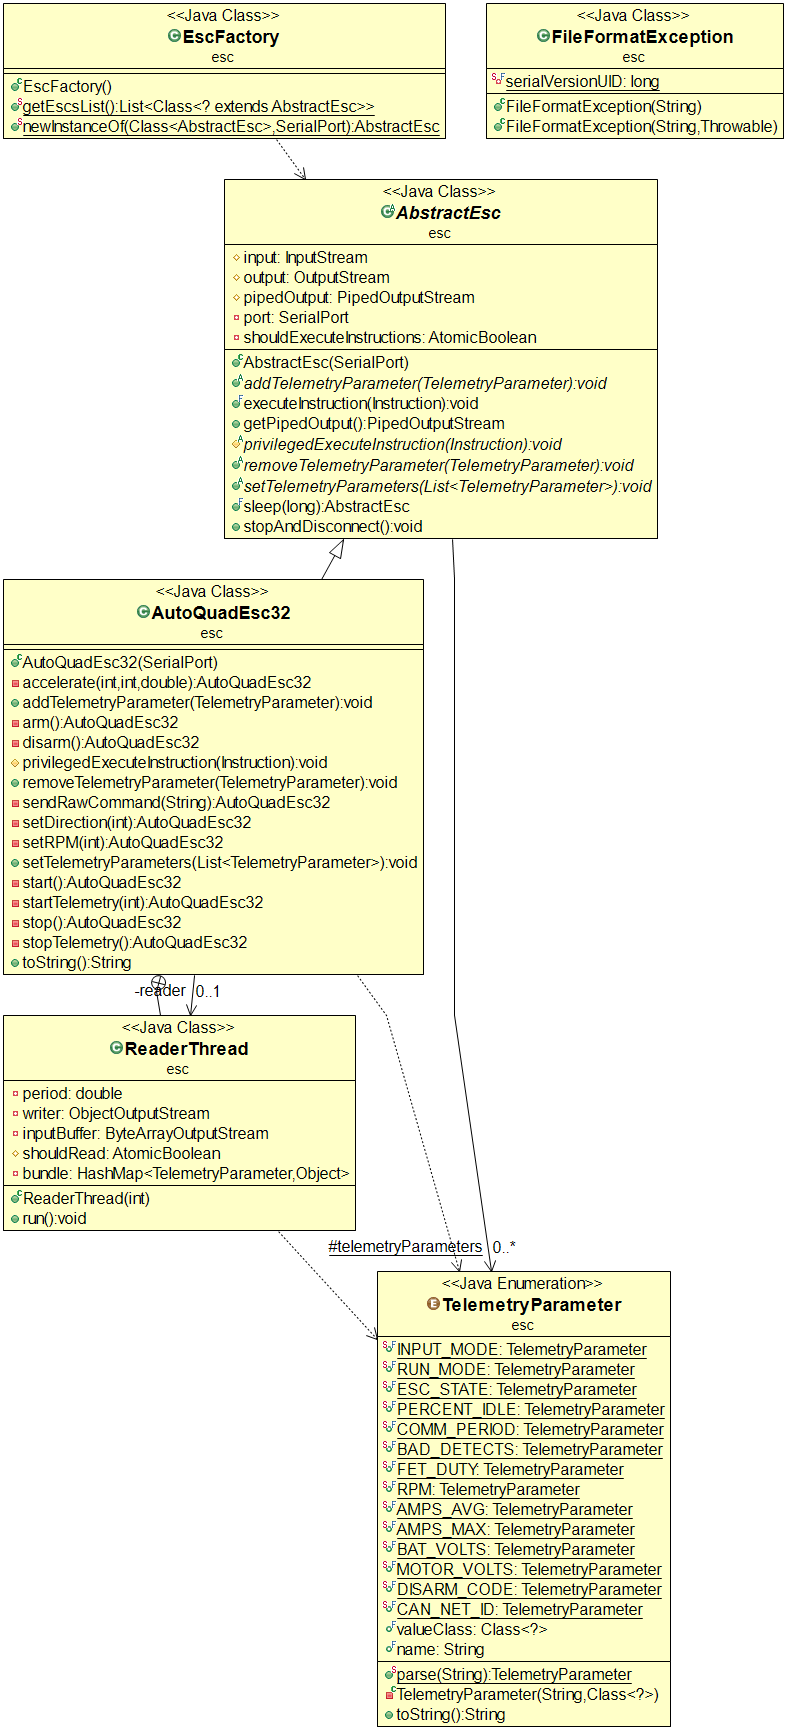 <<Java Class>>
EscFactory
esc
EscFactory()
getEscsList():List<Class<? extends AbstractEsc>>
newInstanceOf(Class<AbstractEsc>,SerialPort):AbstractEsc
<<Java Class>>
FileFormatException
esc
serialVersionUID: long
FileFormatException(String)
FileFormatException(String,Throwable)
<<Java Class>>
AbstractEsc
esc
input: InputStream
output: OutputStream
pipedOutput: PipedOutputStream
port: SerialPort
shouldExecuteInstructions: AtomicBoolean
AbstractEsc(SerialPort)
addTelemetryParameter(TelemetryParameter):void
executeInstruction(Instruction):void
getPipedOutput():PipedOutputStream
privilegedExecuteInstruction(Instruction):void
removeTelemetryParameter(TelemetryParameter):void
setTelemetryParameters(List<TelemetryParameter>):void
sleep(long):AbstractEsc
stopAndDisconnect():void
<<Java Class>>
AutoQuadEsc32
esc
AutoQuadEsc32(SerialPort)
accelerate(int,int,double):AutoQuadEsc32
addTelemetryParameter(TelemetryParameter):void
arm():AutoQuadEsc32
disarm():AutoQuadEsc32
privilegedExecuteInstruction(Instruction):void
removeTelemetryParameter(TelemetryParameter):void
sendRawCommand(String):AutoQuadEsc32
setDirection(int):AutoQuadEsc32
setRPM(int):AutoQuadEsc32
setTelemetryParameters(List<TelemetryParameter>):void
start():AutoQuadEsc32
startTelemetry(int):AutoQuadEsc32
stop():AutoQuadEsc32
stopTelemetry():AutoQuadEsc32
toString():String
-reader 0..1
<<Java Class>>
ReaderThread
esc
period: double
writer: ObjectOutputStream
inputBuffer: ByteArrayOutputStream
shouldRead: AtomicBoolean
bundle: HashMap<TelemetryParameter,Object>
ReaderThread(int)
run():void
#telemetryParameters 0..*
<<Java Enumeration>>
TelemetryParameter
esc
INPUT_MODE: TelemetryParameter
RUN_MODE: TelemetryParameter
ESC_STATE: TelemetryParameter
PERCENT_IDLE: TelemetryParameter
COMM_PERIOD: TelemetryParameter
BAD_DETECTS: TelemetryParameter
FET_DUTY: TelemetryParameter
RPM: TelemetryParameter
AMPS_AVG: TelemetryParameter
AMPS_MAX: TelemetryParameter
BAT_VOLTS: TelemetryParameter
MOTOR_VOLTS: TelemetryParameter
DISARM_CODE: TelemetryParameter
CAN_NET_ID: TelemetryParameter
valueClass: Class<?>
name: String
parse(String):TelemetryParameter
TelemetryParameter(String,Class<?>)
toString():String